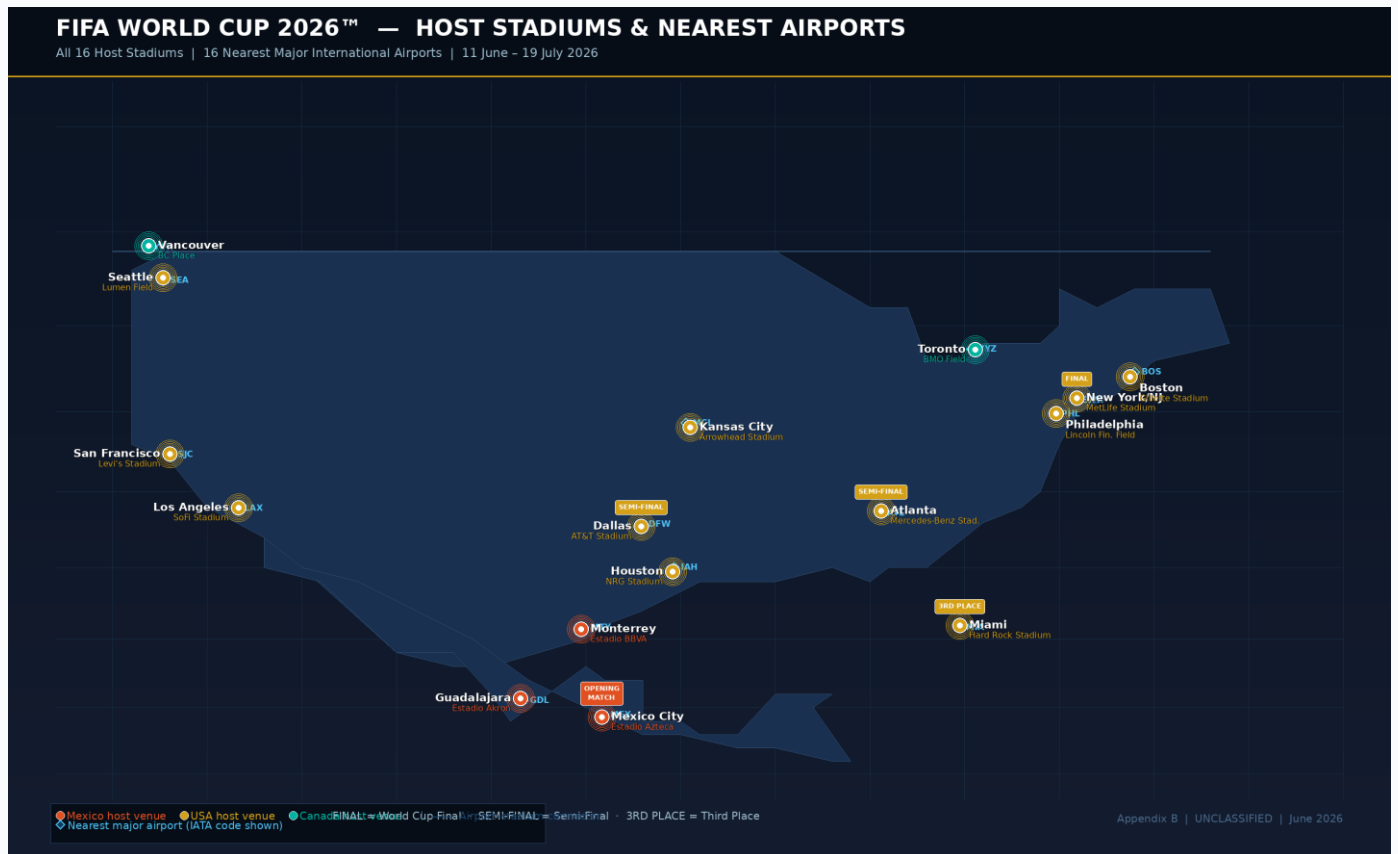 FIFA WORLD CUP 2026™ — HOST STADIUMS & NEAREST AIRPORTS
All 16 Host Stadiums | 16 Nearest Major International Airports | 11 June – 19 July 2026
Vancouver
BC Place
Seattle
SEA
Lumen Field
Toronto
YYZ
BMO Field
FINAL
BOS
Boston
New York/NJ
Stadium
MetLife Stadium
PHL
Philadelphia
Lincoln Fin. Field
MCI
Kansas City
Arrowhead Stadium
San Francisco
SJC
Levi's Stadium
Los Angeles
LAX
SoFi Stadium
SEMI-FINAL
Dallas
DFW
AT&T Stadium
SEMI-FINAL
Atlanta
Mercedes-Benz Stad.
Houston
IAH
NRG Stadium
3RD PLACE
Miami
Hard Rock Stadium
Monterrey
Estadio BBVA
Guadalajara
GDL
Estadio Akron
OPENING
MATCH
Mexico City
Estadio Azteca
Mexico host venue
USA host venue
Canada
FINAL = World Cup Final · SEMI-FINAL = Semi-Final · 3RD PLACE = Third Place
Nearest major airport (IATA code shown)
Appendix B | UNCLASSIFIED | June 2026